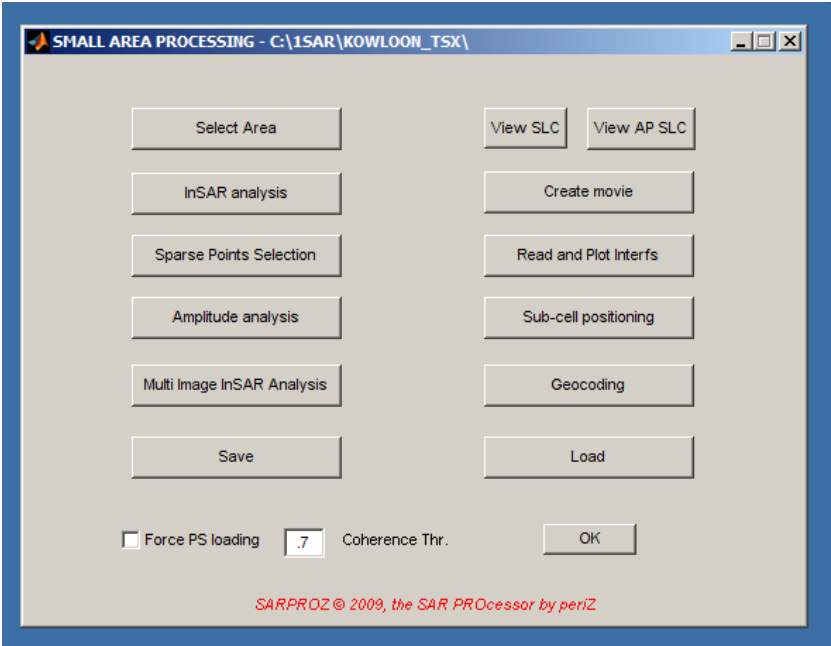 SMALL AREA PROCESSING - C:\1SAR\KOWLOON_TSX\
Select Area
View SLC
View AP SLC
InSAR analysis
Create movie
Sparse Points Selection
Read and Plot Interfs
Amplitude analysis
Sub-cell positioning
Multi Image InSAR Analysis
Geocoding
Save
Load
Force PS loading
.7
Coherence Thr.
OK
SARPROZ © 2009, the SAR PROcessor by periZ